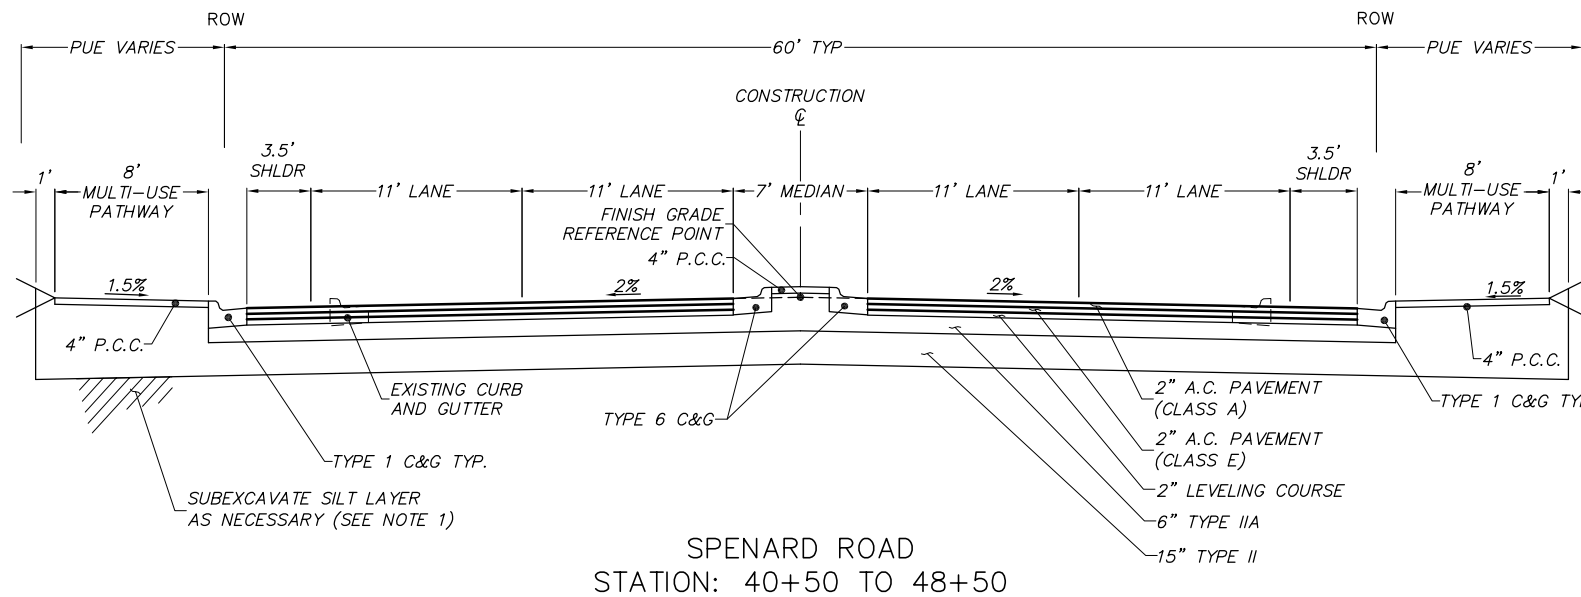 ROW
ROW
PUE VARIES
60' TYP
PUE VARIES
CONSTRUCTION
℄
1'
8'
MULTI-USE
PATHWAY
3.5'
SHLDR
11' LANE
11' LANE
7' MEDIAN
11' LANE
11' LANE
3.5'
SHLDR
8'
MULTI-USE
PATHWAY
1'
FINISH GRADE
REFERENCE POINT
4" P.C.C.
1.5%
2%
2%
1.5%
4" P.C.C.
4" P.C.C.
EXISTING CURB
AND GUTTER
TYPE 6 C&G
2" A.C. PAVEMENT
(CLASS A)
TYPE 1 C&G TY
2" A.C. PAVEMENT
(CLASS E)
TYPE 1 C&G TYP.
2" LEVELING COURSE
SUBEXCAVATE SILT LAYER
AS NECESSARY (SEE NOTE 1)
6" TYPE IIA
15" TYPE II
SPENARD ROAD
STATION: 40+50 TO 48+50